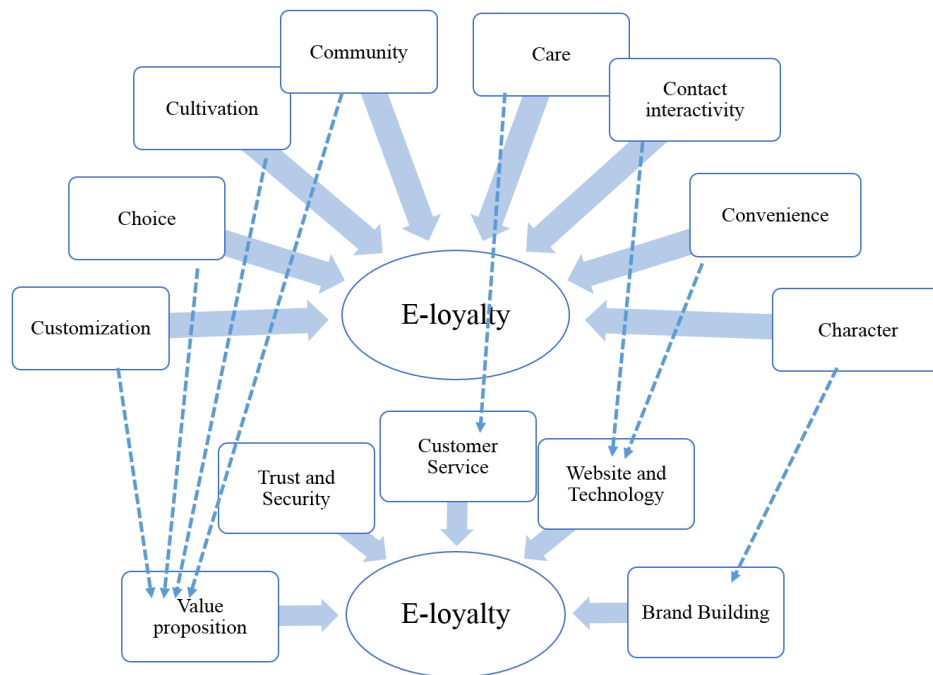 Community
Care
Cultivation
Contact
interactivity
Choice
Convenience
E-loyalty
Customization
Character
Customer
Service
Trust and
Security
Website and
Technology
Value
proposition
E-loyalty
Brand Building